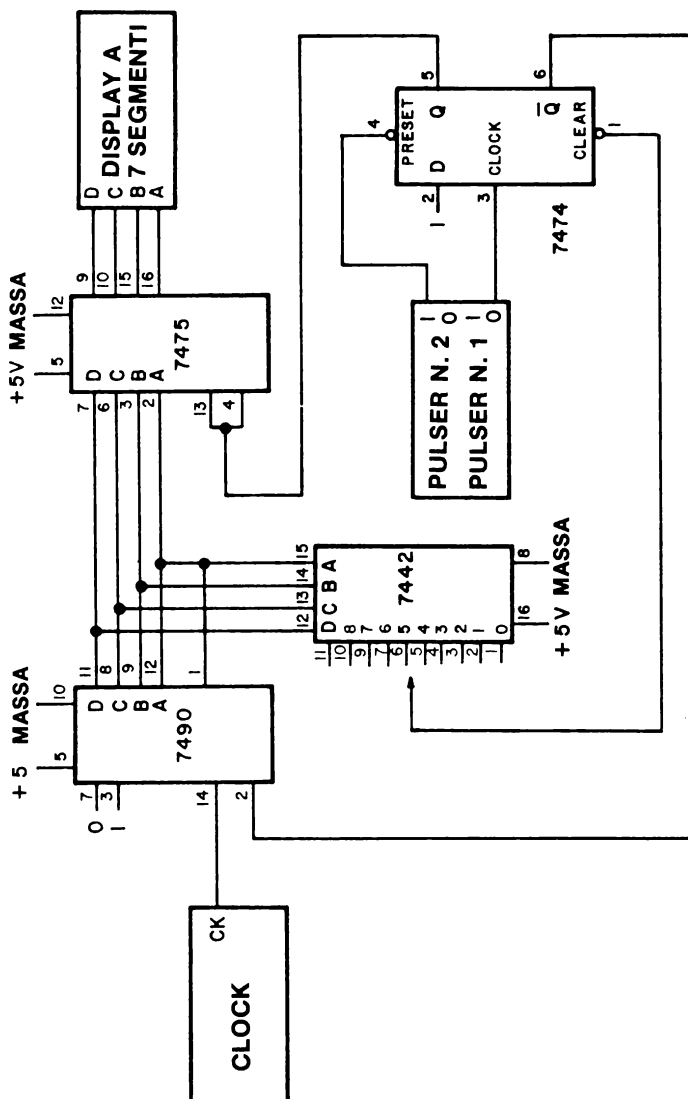 CLOCK
CK
+ 5 MASSA
5
10
0
7
1
3
14
2
7490
D
C
B
A
11
8
9
12
1
+5V MASSA
5
12
7
6
3
2
13
4
D
C
B
A
7475
9
10
15
16
D
C
B
A
DISPLAY A
7 SEGMENTI
11
10
9
7
6
5
4
3
2
1
8
7
6
5
4
3
2
1
0
7442
D
C
B
A
12
13
14
15
16
8
+5V MASSA
PULSER N. 2
PULSER N. 1
1
0
1
0
4
PRESET
1
2
D
Q
5
3
CLOCK
Q̅
6
CLEAR
1
7474